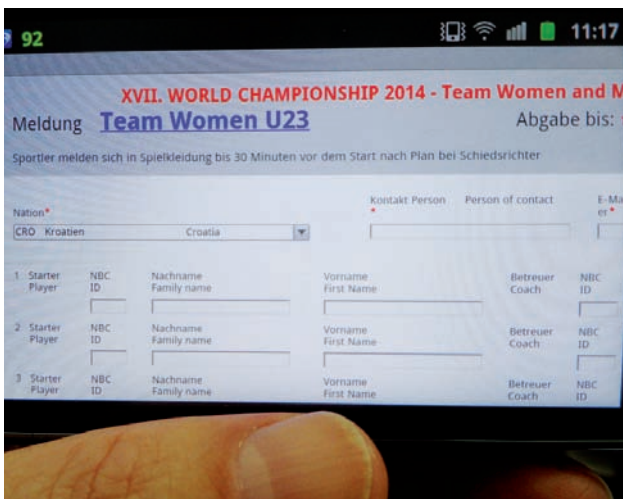 92 11:17
XVII. WORLD CHAMPIONSHIP 2014 - Team Women and M
Meldung Team Women U23 Abgabe bis:
Sportler melden sich in Spielkleidung bis 30 Minuten vor dem Start nach Plan bei Schiedsrichter
Kontakt Person Person of contact E-Ma
Nation* * er*
CRO Kroatien Croatia
1 Starter NBC Nachname Vorname Betreuer NBC
Player ID Family name First Name Coach ID
2 Starter NBC Nachname Vorname Betreuer NBC
Player ID Family name First Name Coach ID
3 Starter NBC Nachname Vorname Betreuer NBC
Player ID Family name First Name Coach ID